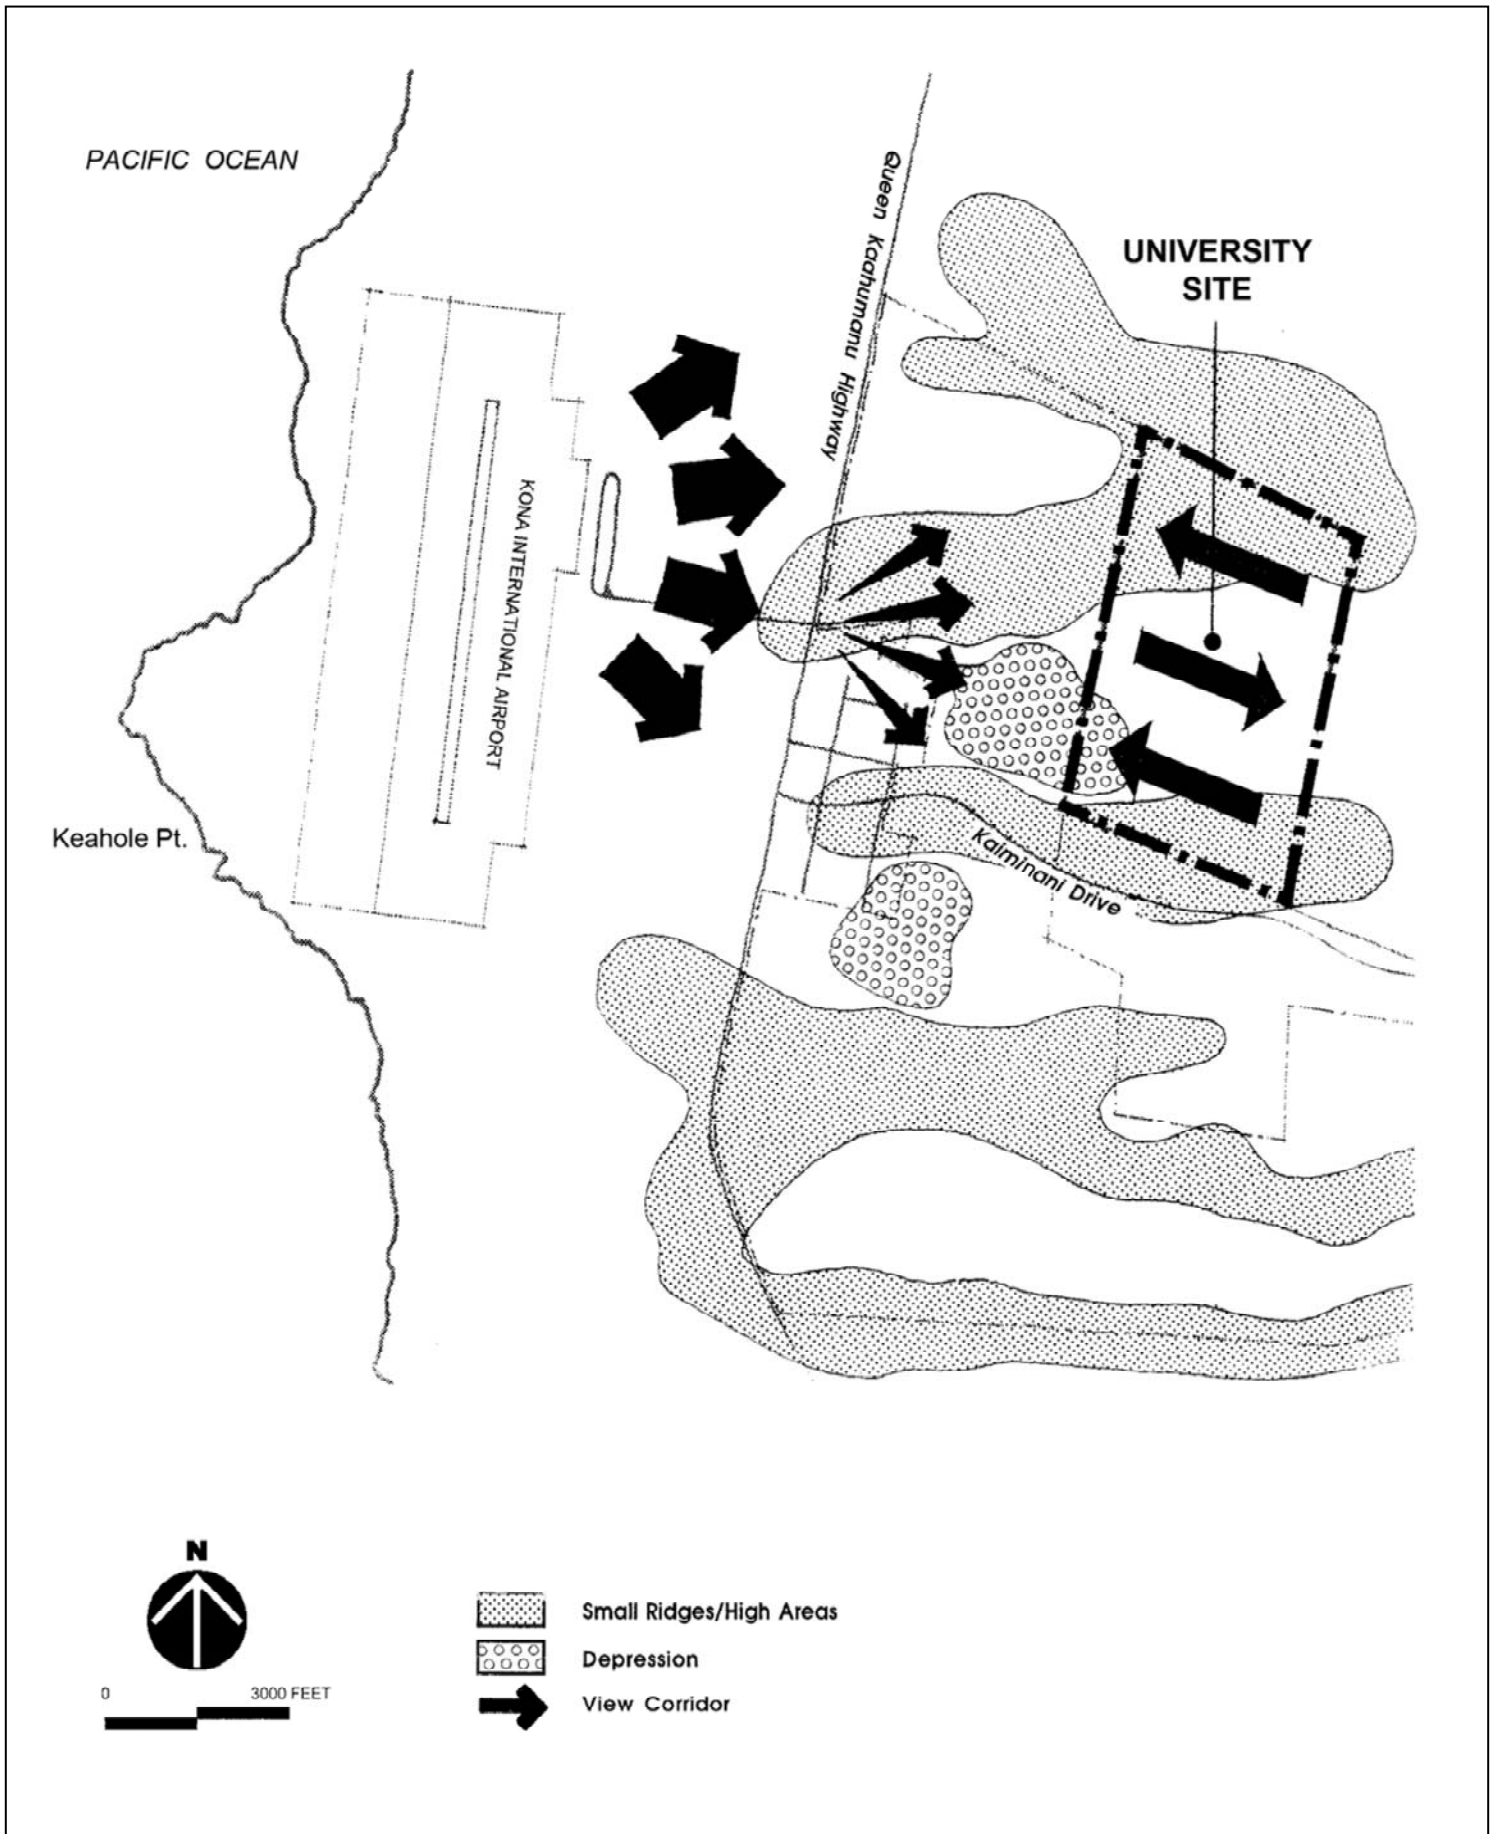 PACIFIC OCEAN
Queen Kaahumanu Highway
UNIVERSITY
SITE
KONA INTERNATIONAL AIRPORT
Keahole Pt.
Kaiminani Drive
N
0 3000 FEET
Small Ridges/High Areas
Depression
View Corridor